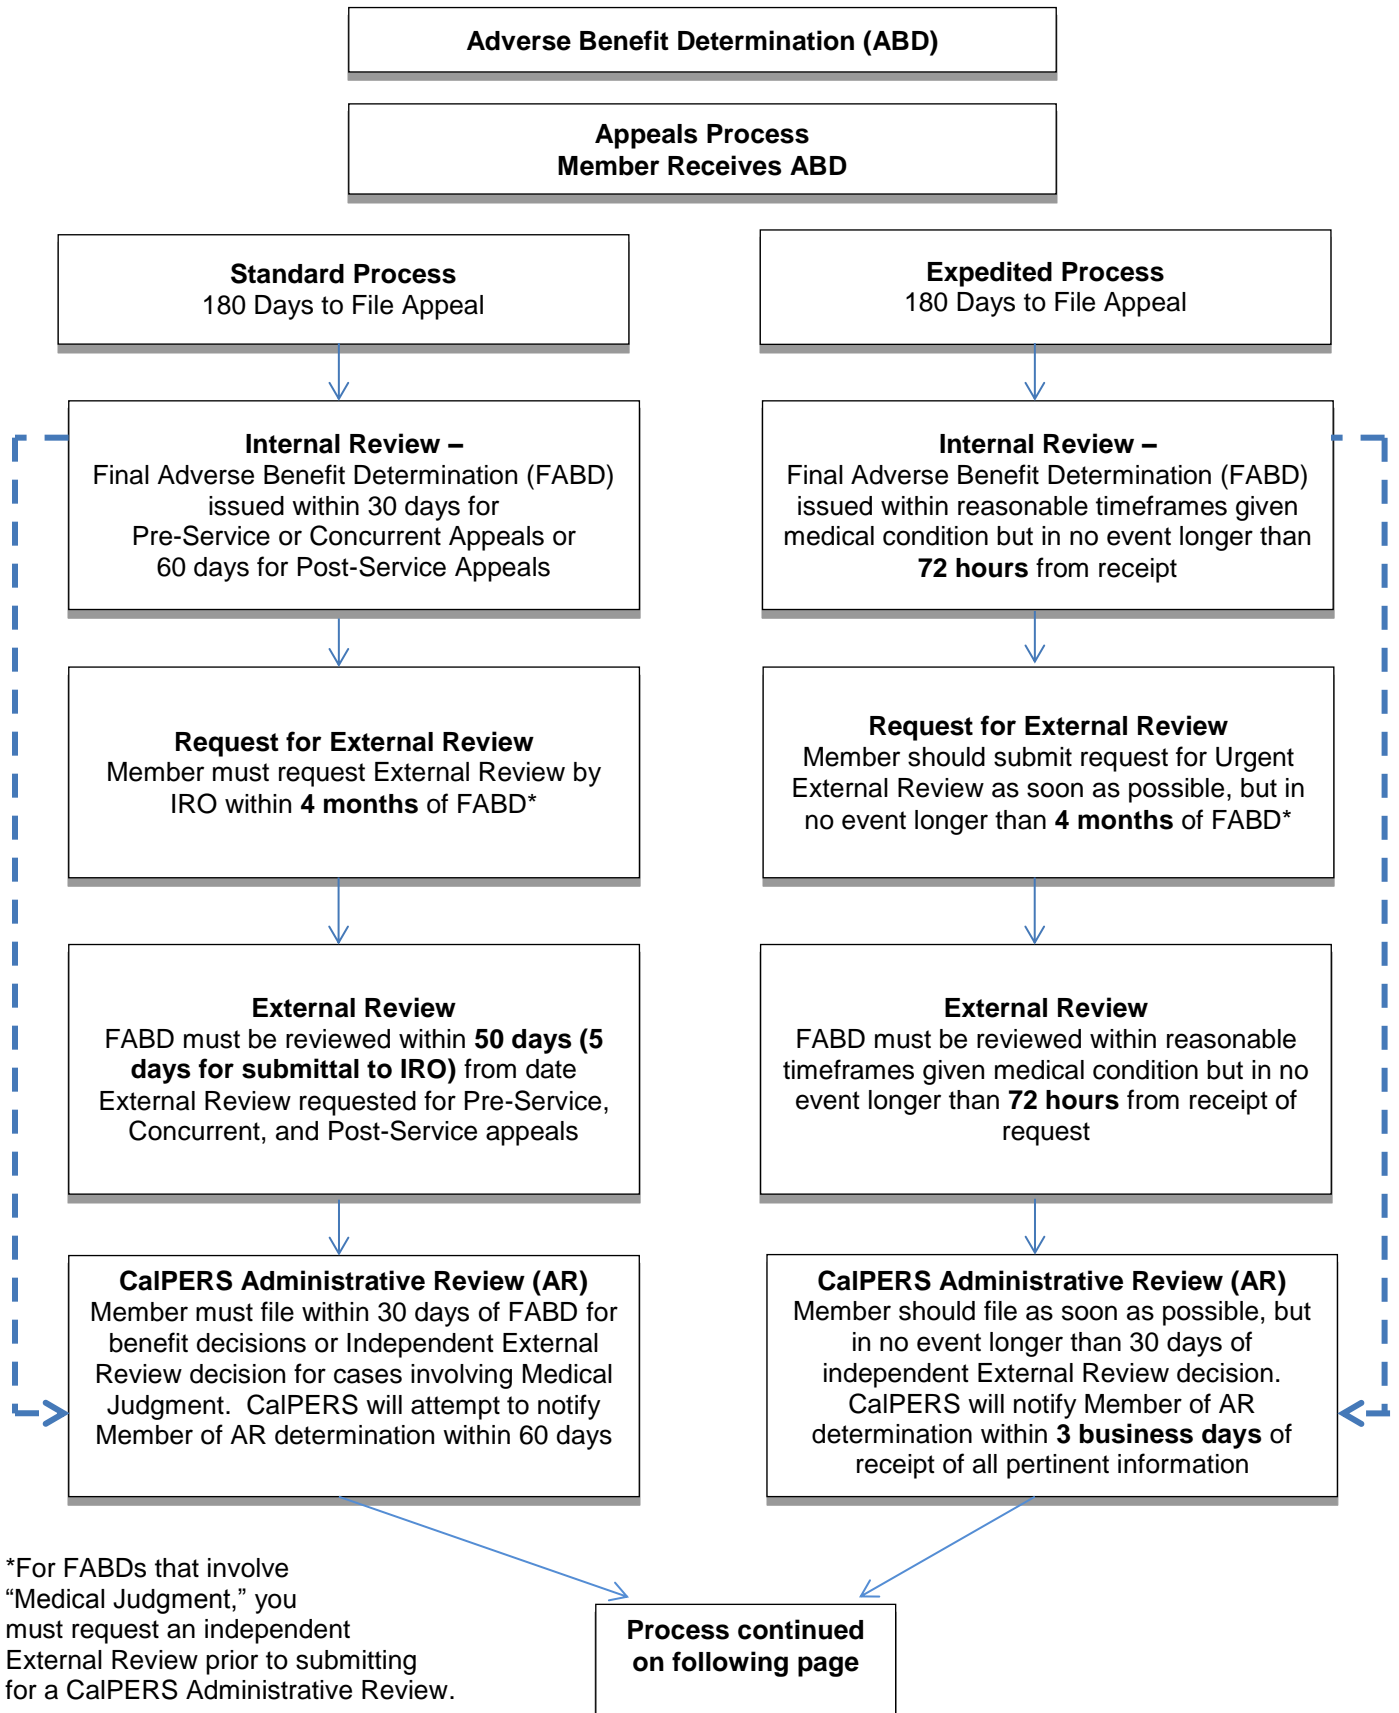 Adverse Benefit Determination (ABD)
Appeals Process
Member Receives ABD
Standard Process
180 Days to File Appeal
Expedited Process
180 Days to File Appeal
Internal Review –
Final Adverse Benefit Determination (FABD)
issued within 30 days for
Pre-Service or Concurrent Appeals or
60 days for Post-Service Appeals
Internal Review –
Final Adverse Benefit Determination (FABD)
issued within reasonable timeframes given
medical condition but in no event longer than
72 hours from receipt
Request for External Review
Member must request External Review by
IRO within 4 months of FABD*
Request for External Review
Member should submit request for Urgent
External Review as soon as possible, but in
no event longer than 4 months of FABD*
External Review
FABD must be reviewed within 50 days (5
days for submittal to IRO) from date
External Review requested for Pre-Service,
Concurrent, and Post-Service appeals
External Review
FABD must be reviewed within reasonable
timeframes given medical condition but in no
event longer than 72 hours from receipt of
request
CalPERS Administrative Review (AR)
Member must file within 30 days of FABD for
benefit decisions or Independent External
Review decision for cases involving Medical
Judgment.  CalPERS will attempt to notify
Member of AR determination within 60 days
CalPERS Administrative Review (AR)
Member should file as soon as possible, but
in no event longer than 30 days of
independent External Review decision.
CalPERS will notify Member of AR
determination within 3 business days of
receipt of all pertinent information
*For FABDs that involve
“Medical Judgment,” you
must request an independent
External Review prior to submitting
for a CalPERS Administrative Review.
Process continued
on following page